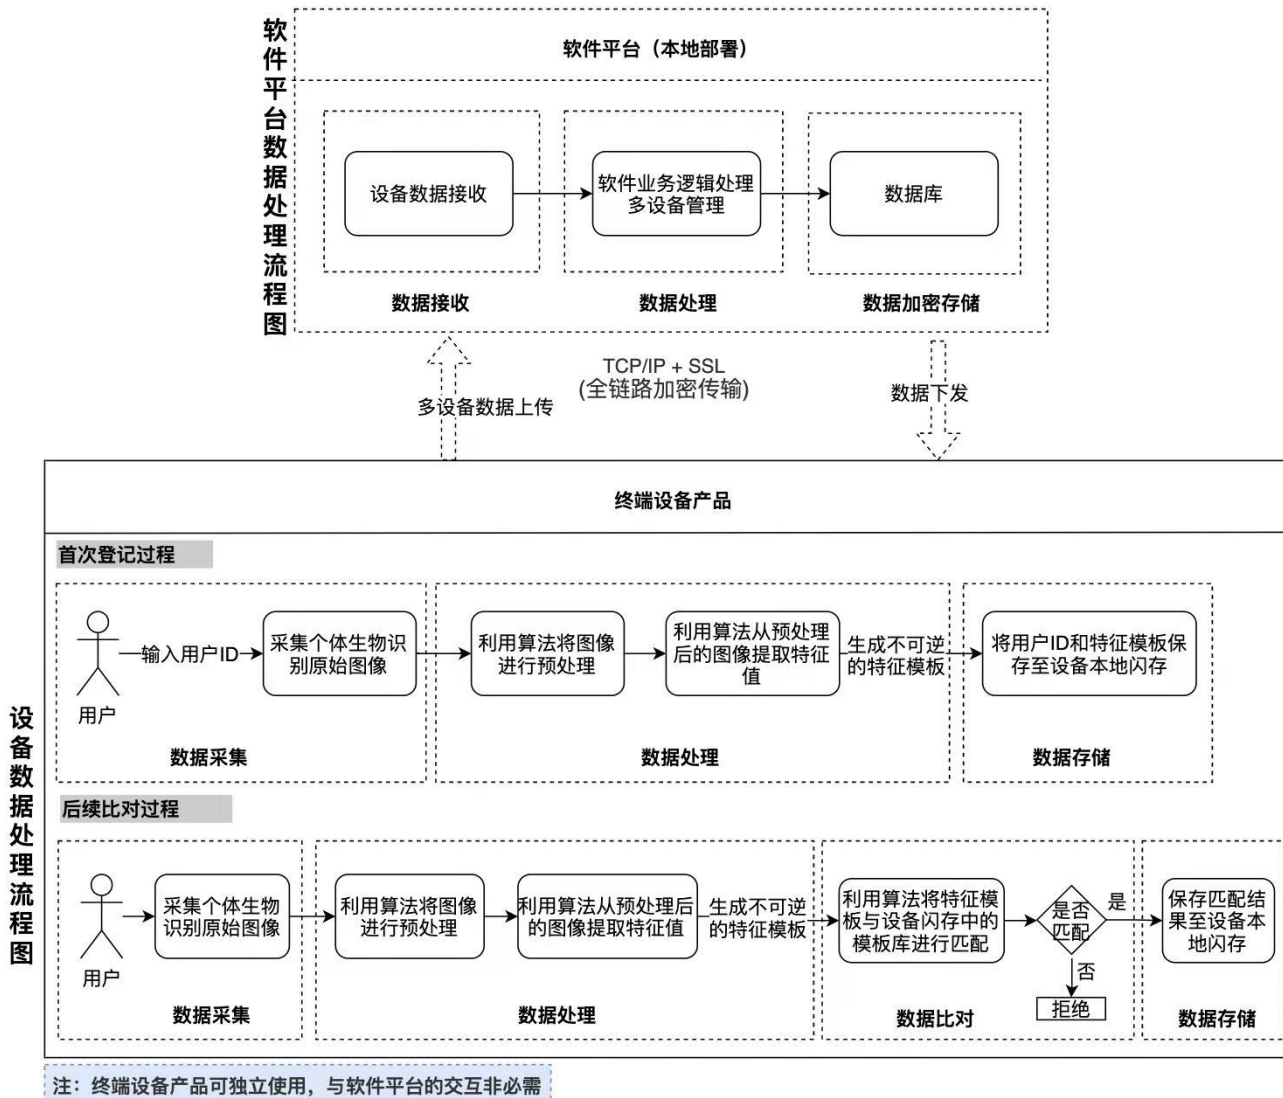 软件平台数据处理流程图
软件平台（本地部署）
设备数据接收
软件业务逻辑处理
多设备管理
数据库
数据接收
数据处理
数据加密存储
多设备数据上传
TCP/IP + SSL
(全链路加密传输)
数据下发
设备数据处理流程图
终端设备产品
首次登记过程
用户
输入用户ID
采集个体生物识
别原始图像
利用算法将图像
进行预处理
利用算法从预处理
后的图像提取特征
值
生成不可逆
的特征模板
将用户ID和特征模板保
存至设备本地闪存
数据采集
数据处理
数据存储
后续比对过程
用户
采集个体生物
识别原始图像
利用算法将图像
进行预处理
利用算法从预处理后
的图像提取特征值
生成不可逆
的特征模板
利用算法将特征模
板与设备闪存中的
模板库进行匹配
是否
匹配
是
否
拒绝
保存匹配结
果至设备本
地闪存
数据采集
数据处理
数据比对
数据存储
注：终端设备产品可独立使用，与软件平台的交互非必需